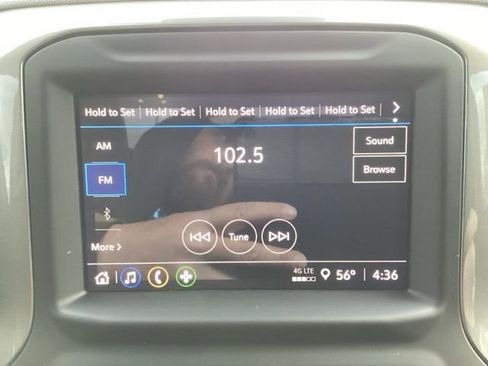 Hold to Set Hold to Set Hold to Set Hold to Set Hold to Set
AM
102.5
Sound
FM
Browse
More
Tune
4G LTE
56° 4:36